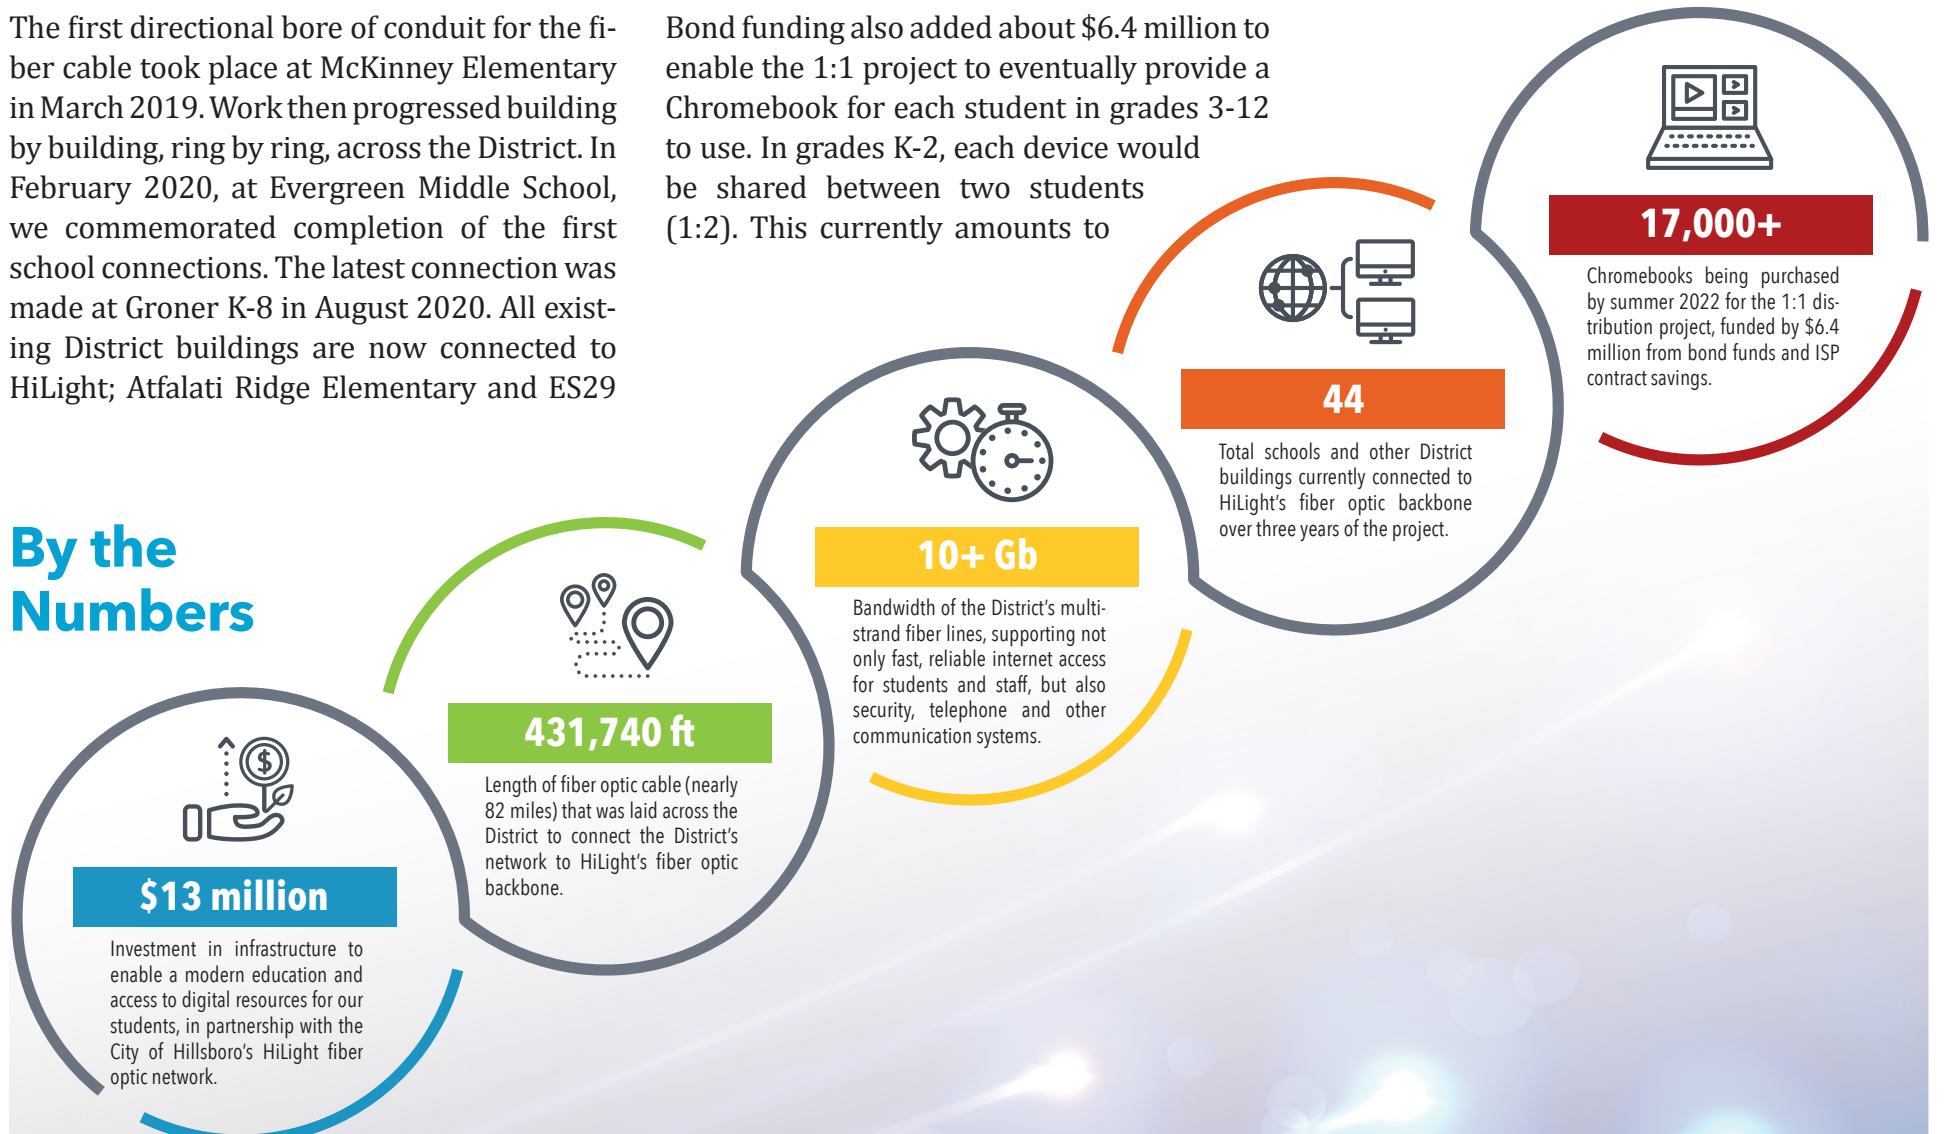 The first directional bore of conduit for the fi-
ber cable took place at McKinney Elementary
in March 2019. Work then progressed building
by building, ring by ring, across the District. In
February 2020, at Evergreen Middle School,
we commemorated completion of the first
school connections. The latest connection was
made at Groner K-8 in August 2020. All exist-
ing District buildings are now connected to
HiLight; Atfalati Ridge Elementary and ES29
Bond funding also added about $6.4 million to
enable the 1:1 project to eventually provide a
Chromebook for each student in grades 3-12
to use. In grades K-2, each device would
be shared between two students
(1:2). This currently amounts to
By the
Numbers
$13 million
Investment in infrastructure to
enable a modern education and
access to digital resources for our
students, in partnership with the
City of Hillsboro's HiLight fiber
optic network.
431,740 ft
Length of fiber optic cable (nearly
82 miles) that was laid across the
District to connect the District's
network to HiLight's fiber optic
backbone.
10+ Gb
Bandwidth of the District's multi-
strand fiber lines, supporting not
only fast, reliable internet access
for students and staff, but also
security, telephone and other
communication systems.
44
Total schools and other District
buildings currently connected to
HiLight's fiber optic backbone
over three years of the project.
17,000+
Chromebooks being purchased
by summer 2022 for the 1:1 dis-
tribution project, funded by $6.4
million from bond funds and ISP
contract savings.